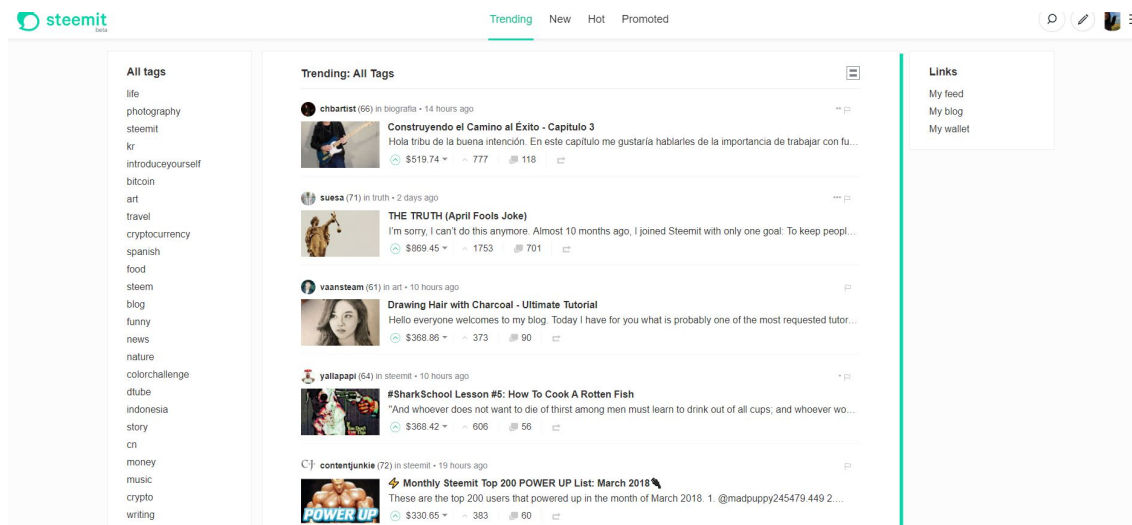 steemit
beta
Trending New Hot Promoted
All tags
life
photography
steemit
kr
introduceyourself
bitcoin
art
travel
cryptocurrency
spanish
food
steem
blog
funny
news
nature
colorchallenge
dtube
indonesia
story
cn
money
music
crypto
writing
Trending: All Tags
chbartist (66) in biografia • 14 hours ago
Construyendo el Camino al Éxito - Capitulo 3
Hola tribu de la buena intención. En este capítulo me gustaría hablarles de la importancia de trabajar con fu...
$519.74 777 118
suesa (71) in truth • 2 days ago
THE TRUTH (April Fools Joke)
I'm sorry, I can't do this anymore. Almost 10 months ago, I joined Steemit with only one goal: To keep peopl...
$869.45 1753 701
vaansteam (61) in art • 10 hours ago
Drawing Hair with Charcoal - Ultimate Tutorial
Hello everyone welcomes to my blog. Today I have for you what is probably one of the most requested tutor...
$368.86 373 90
yallapapi (64) in steemit • 10 hours ago
#SharkSchool Lesson #5: How To Cook A Rotten Fish
"And whoever does not want to die of thirst among men must learn to drink out of all cups; and whoever wo...
$368.42 606 56
CJ contentjunkie (72) in steemit • 19 hours ago
⚡ Monthly Steemit Top 200 POWER UP List: March 2018🔌
These are the top 200 users that powered up in the month of March 2018. 1. @madpuppy245479.449 2....
POWER UP
$330.65 383 60
Links
My feed
My blog
My wallet